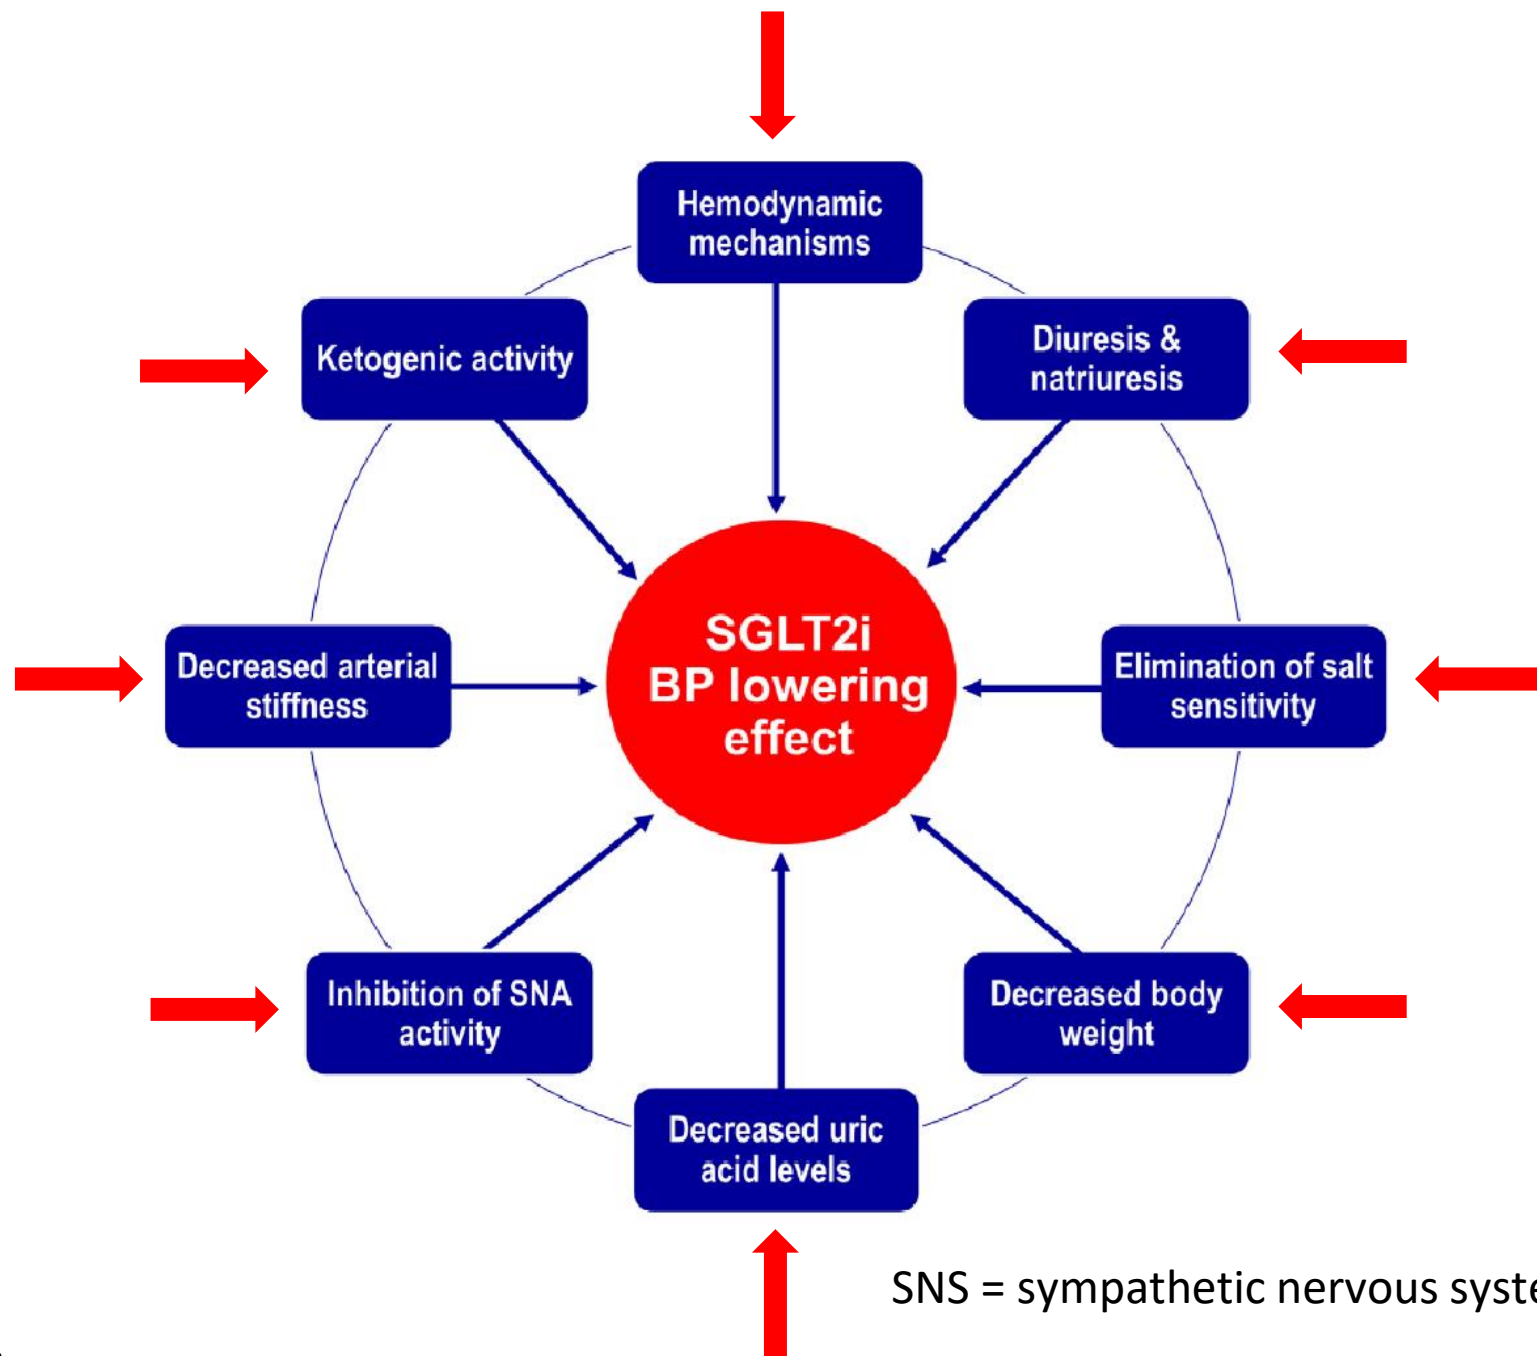 Hemodynamic
mechanisms
Ketogenic activity
Diuresis &
natriuresis
Decreased arterial
stiffness
SGLT2i
BP lowering
effect
Elimination of salt
sensitivity
Inhibition of SNA
activity
Decreased body
weight
Decreased uric
acid levels
SNS = sympathetic nervous syste